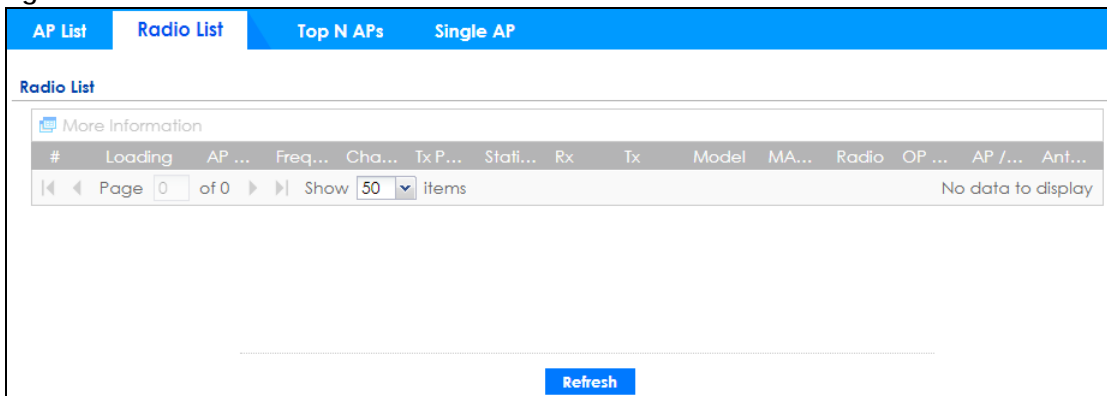 AP List Radio List Top N APs Single AP
Radio List
More Information
# Loading AP ... Freq... Cha... Tx P... Stati... Rx Tx Model MA... Radio OP ... AP /... Ant...
Page 0 of 0 Show 50 items No data to display
Refresh